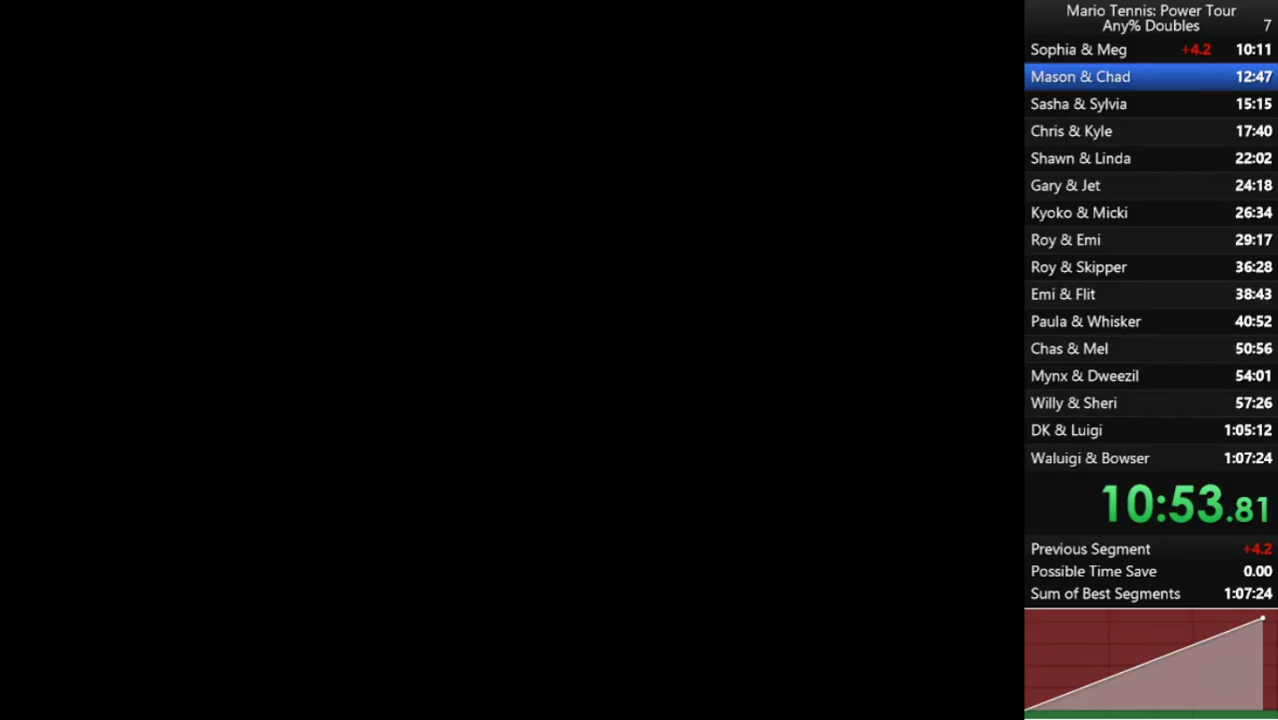 Mario Tennis: Power Tour
Any% Doubles 7
Sophia & Meg +4.2 10:11
Mason & Chad 12:47
Sasha & Sylvia 15:15
Chris & Kyle 17:40
Shawn & Linda 22:02
Gary & Jet 24:18
Kyoko & Micki 26:34
Roy & Emi 29:17
Roy & Skipper 36:28
Emi & Flit 38:43
Paula & Whisker 40:52
Chas & Mel 50:56
Mynx & Dweezil 54:01
Willy & Sheri 57:26
DK & Luigi 1:05:12
Waluigi & Bowser 1:07:24
10:53.81
Previous Segment +4.2
Possible Time Save 0.00
Sum of Best Segments 1:07:24